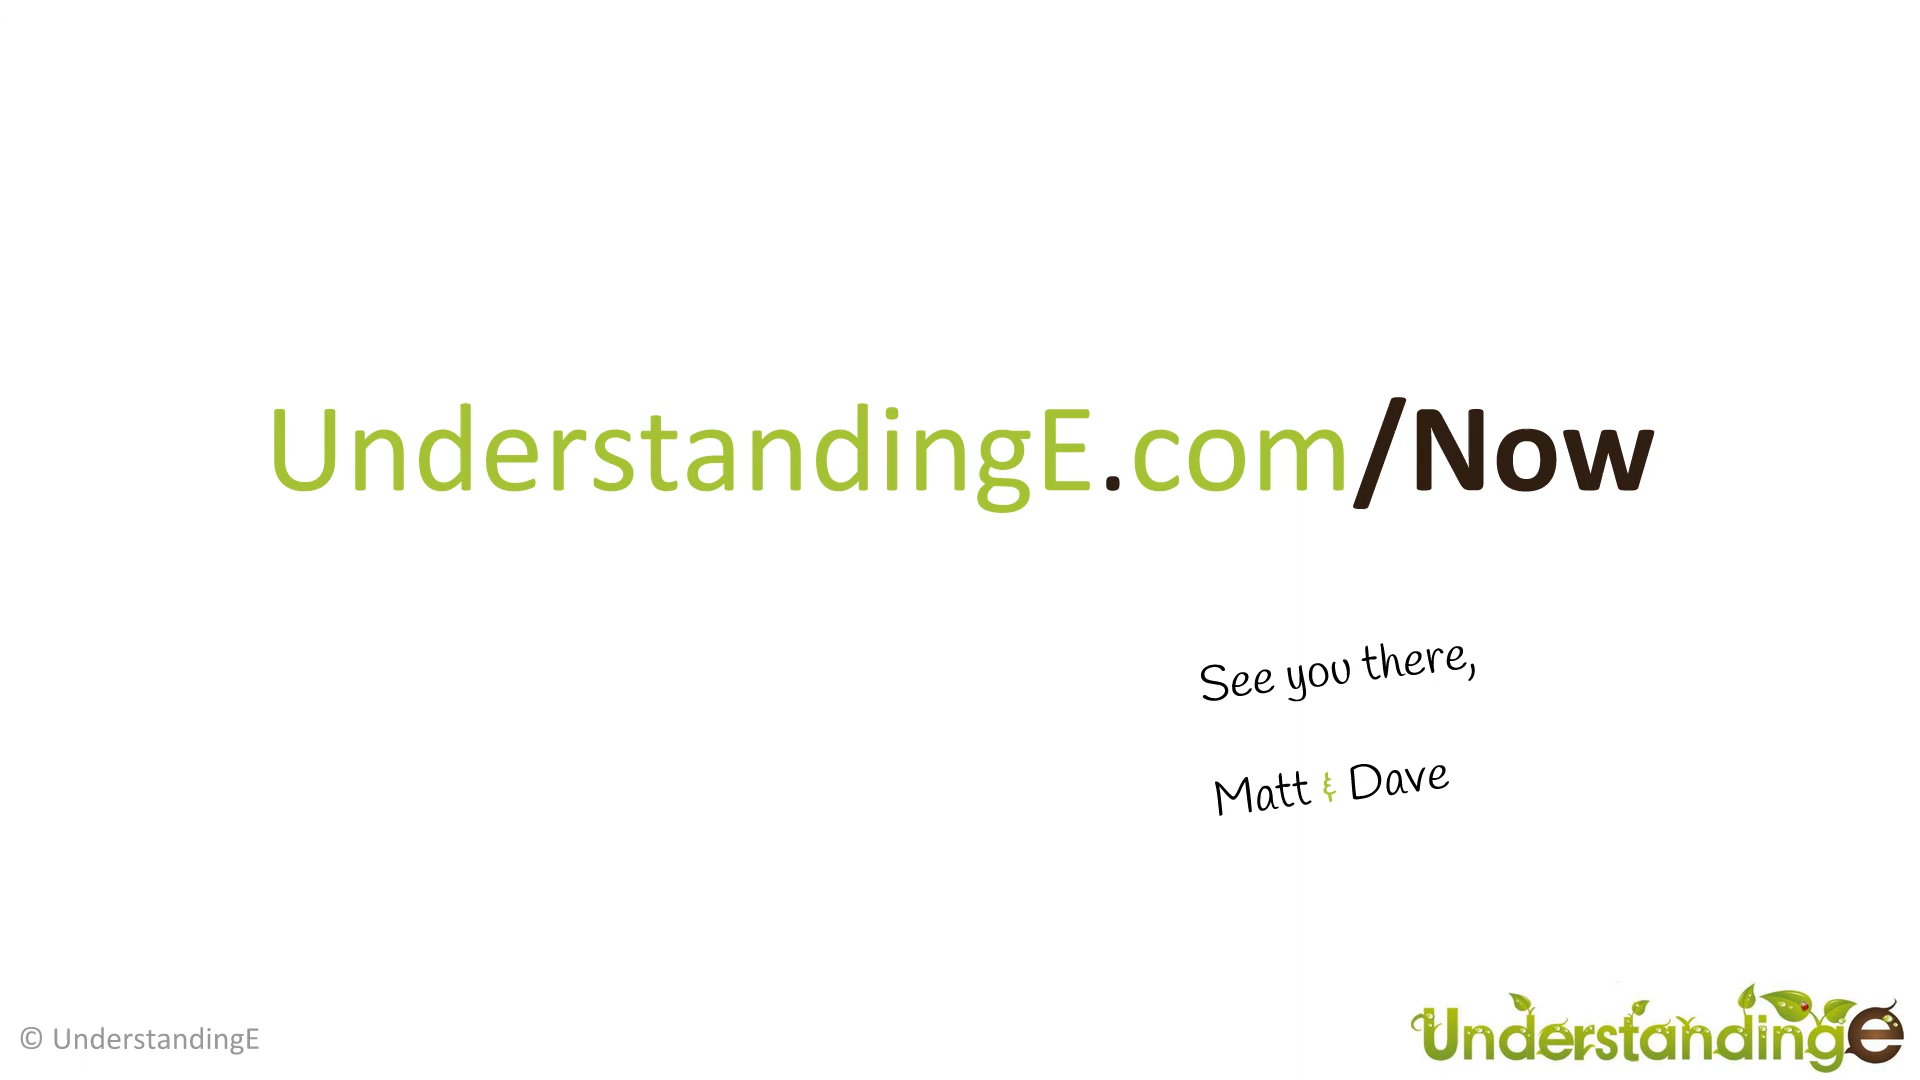 UnderstandingE.com/Now
See you there,
Matt & Dave
© UnderstandingE
UnderstandingE